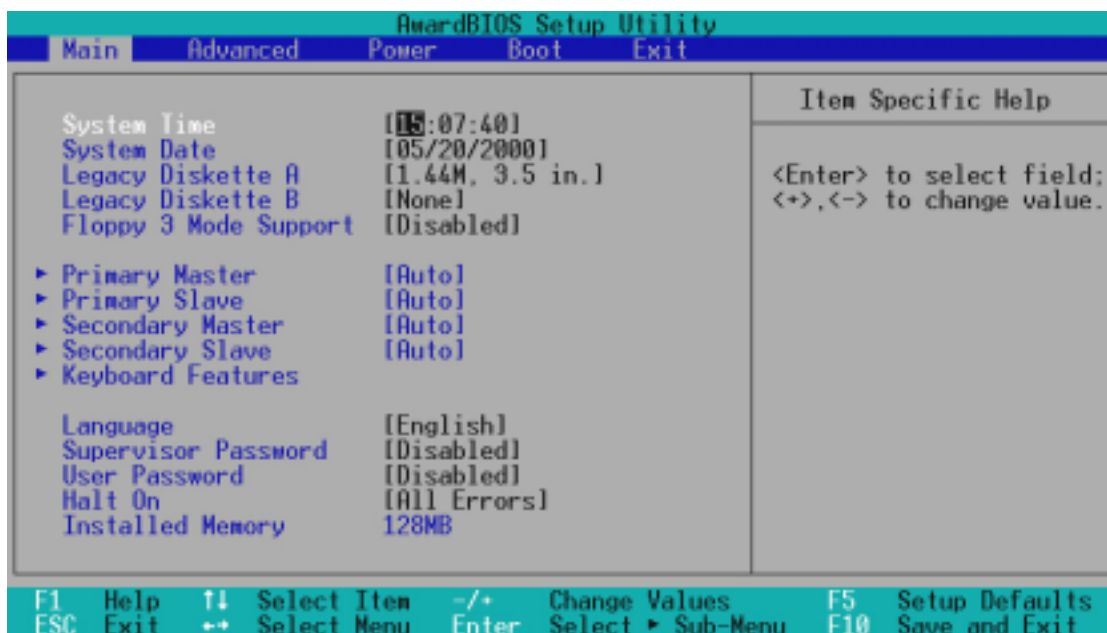 AwardBIOS Setup Utility
Main Advanced Power Boot Exit
System Time [15:07:40]
System Date [05/20/2000]
Legacy Diskette A [1.44M, 3.5 in.]
Legacy Diskette B [None]
Floppy 3 Mode Support [Disabled]
▶ Primary Master [Auto]
▶ Primary Slave [Auto]
▶ Secondary Master [Auto]
▶ Secondary Slave [Auto]
▶ Keyboard Features
Language [English]
Supervisor Password [Disabled]
User Password [Disabled]
Halt On [All Errors]
Installed Memory 128MB
Item Specific Help
<Enter> to select field;
<+>,<-> to change value.
F1 Help ↑↓ Select Item -/+ Change Values F5 Setup Defaults
ESC Exit ←→ Select Menu Enter Select ▶ Sub-Menu F10 Save and Exit